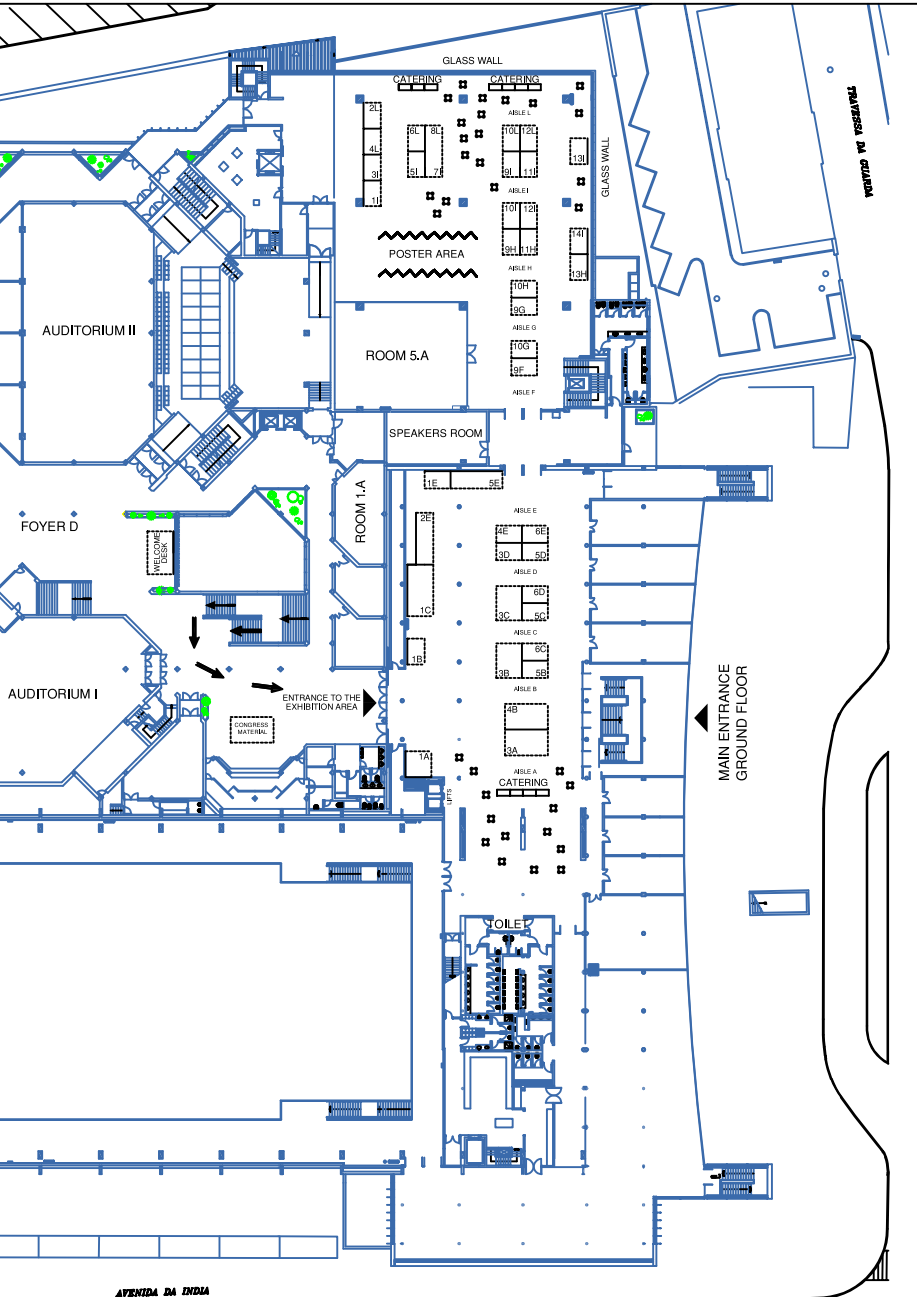 GLASS WALL
CATERING
CATERING
TRAVESSA DA GUARDA
2L
AISLE L
6L 8L
10L 12L
4L
13I
GLASS WALL
3I
5I 7I
9I 11I
1I
AISLE I
10I 12I
14I
POSTER AREA
9H 11H
AISLE H
13H
10H
9G
AUDITORIUM II
AISLE G
ROOM 5.A
10G
9F
AISLE F
SPEAKERS ROOM
1E 5E
ROOM 1.A
AISLE E
FOYER D
2E
4E 6E
WELCOME
DESK
3D 5D
AISLE D
6D
1C
3C 5C
AISLE C
1B
6C
3B 5B
AUDITORIUM I
ENTRANCE TO THE
EXHIBITION AREA
AISLE B
MAIN ENTRANCE
GROUND FLOOR
4B
CONGRESS
MATERIAL
3A
1A
AISLE A
CATERING
LIFTS
TOILET
AVENIDA DA INDIA